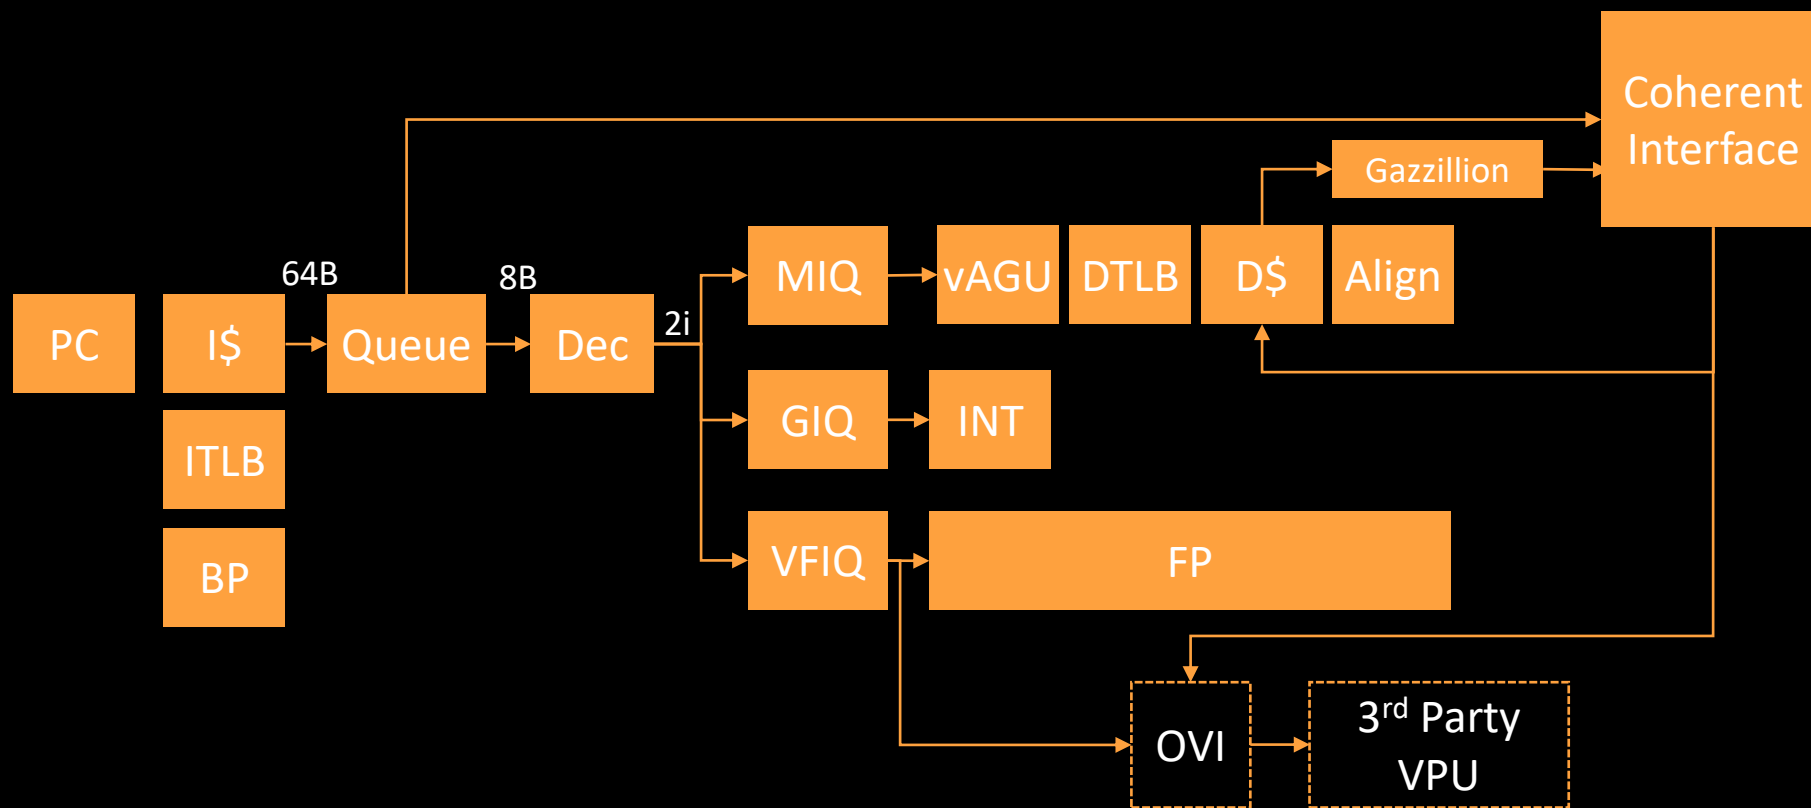 Coherent
Interface
Gazzillion
64B
8B
2i
PC
I$
Queue
Dec
MIQ
vAGU
DTLB
D$
Align
ITLB
GIQ
INT
BP
VFIQ
FP
OVI
3rd Party
VPU